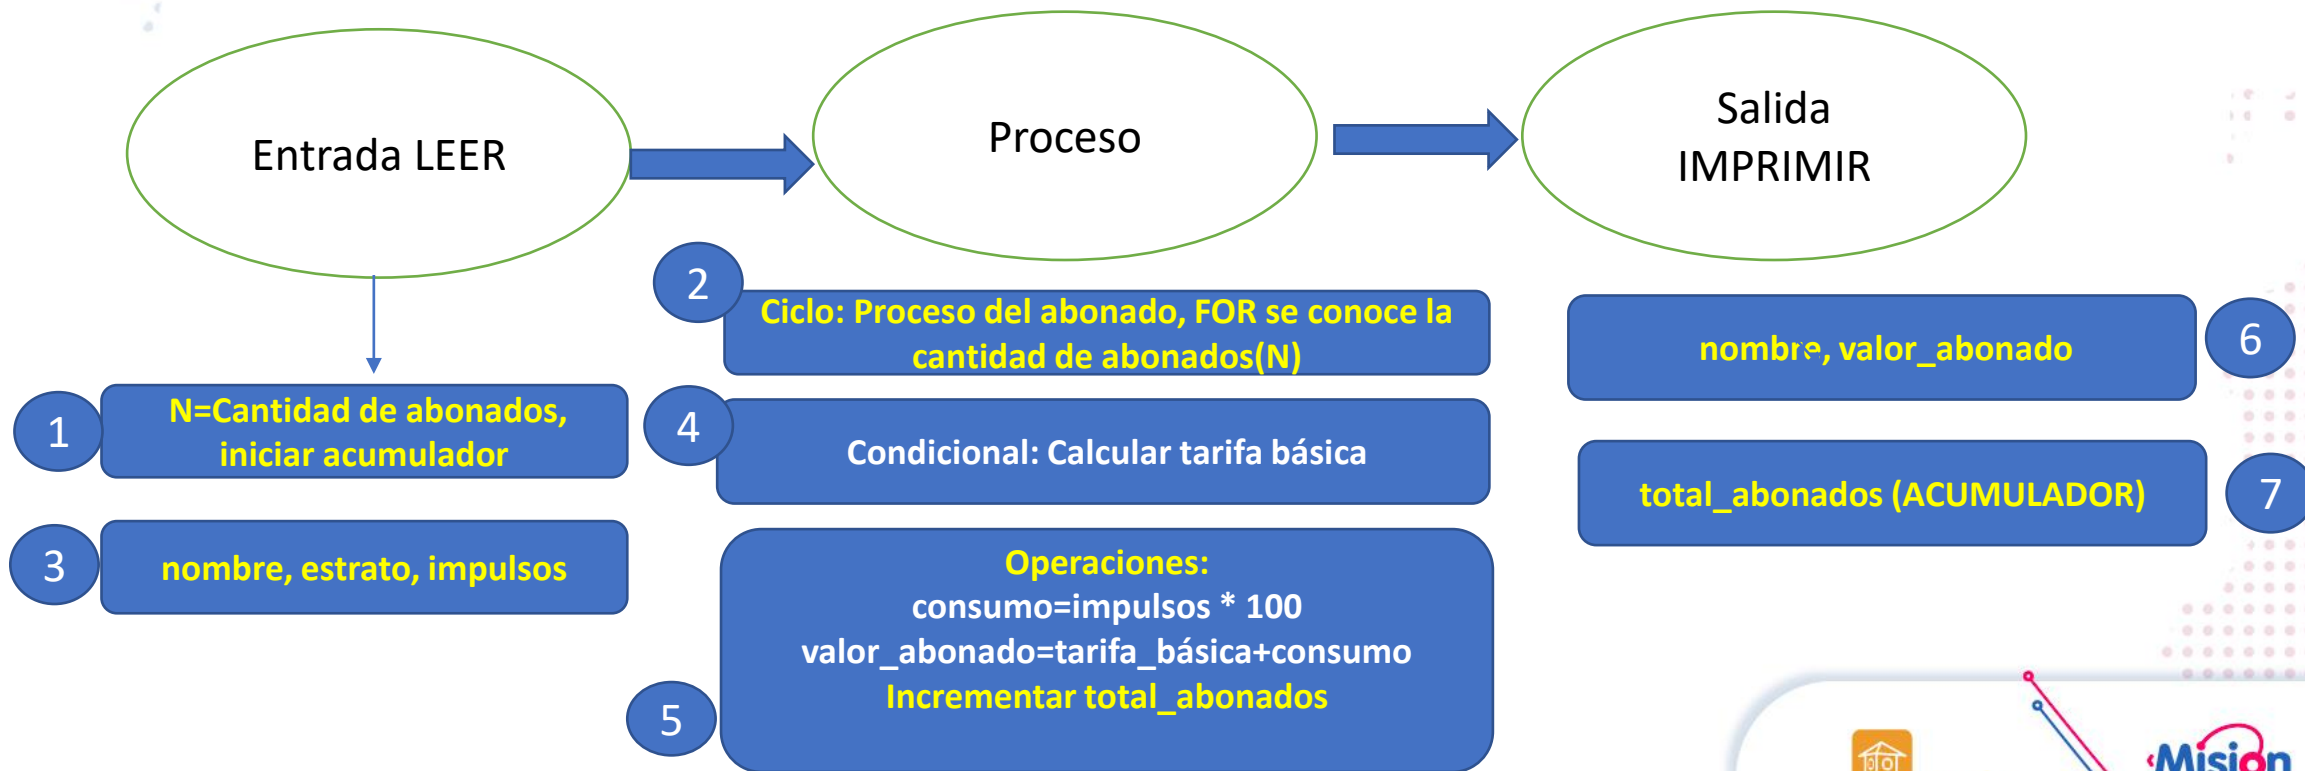 Entrada LEER
Proceso
Salida
IMPRIMIR
1
N=Cantidad de abonados,
iniciar acumulador
3
nombre, estrato, impulsos
2
Ciclo: Proceso del abonado, FOR se conoce la
cantidad de abonados(N)
4
Condicional: Calcular tarifa básica
5
Operaciones:
consumo=impulsos * 100
valor_abonado=tarifa_básica+consumo
Incrementar total_abonados
nombre, valor_abonado
6
total_abonados (ACUMULADOR)
7
Misión